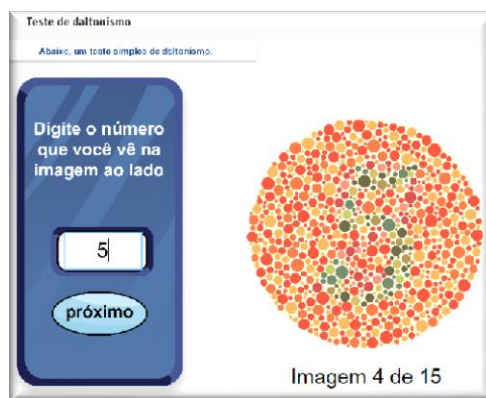 Teste de daltonismo
Abaixo, um teste simples de daltonismo.
Digite o número
que você vê na
imagem ao lado
5
próximo
5
Imagem 4 de 15